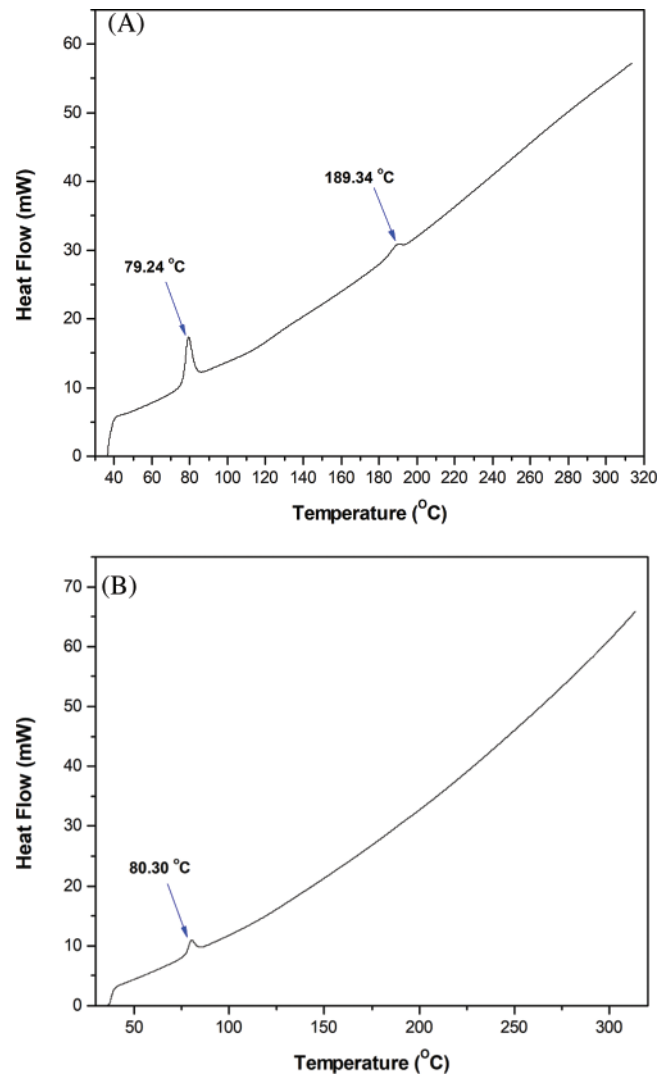 (A)
60
50
40
30
20
10
0
Heat Flow (mW)
79.24 °C
189.34 °C
40 60 80 100 120 140 160 180 200 220 240 260 280 300 320
Temperature (°C)
(B)
70
60
50
40
30
20
10
0
Heat Flow (mW)
80.30 °C
50 100 150 200 250 300
Temperature (°C)